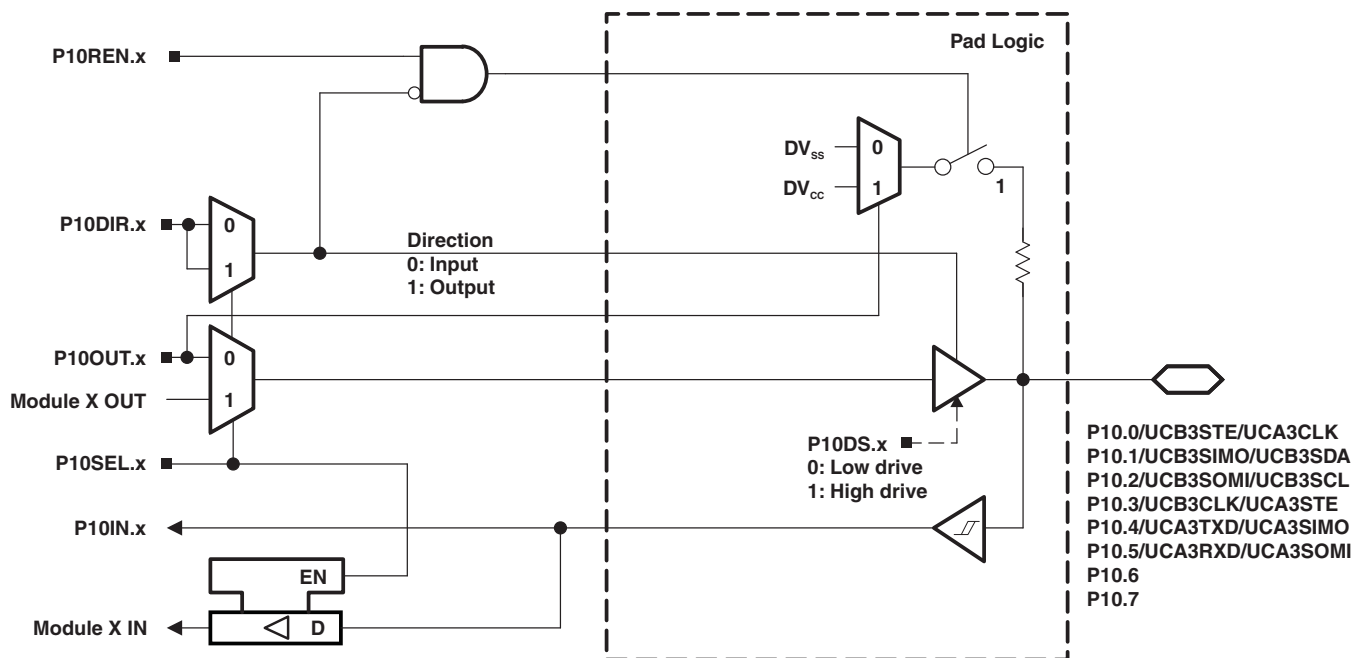 Pad Logic
P10REN.x
DVss
0
DVcc
1
1
P10DIR.x
0
1
Direction
0: Input
1: Output
P10OUT.x
0
Module X OUT
1
P10DS.x
0: Low drive
1: High drive
P10SEL.x
P10IN.x
EN
Module X IN
D
P10.0/UCB3STE/UCA3CLK
P10.1/UCB3SIMO/UCB3SDA
P10.2/UCB3SOMI/UCB3SCL
P10.3/UCB3CLK/UCA3STE
P10.4/UCA3TXD/UCA3SIMO
P10.5/UCA3RXD/UCA3SOMI
P10.6
P10.7